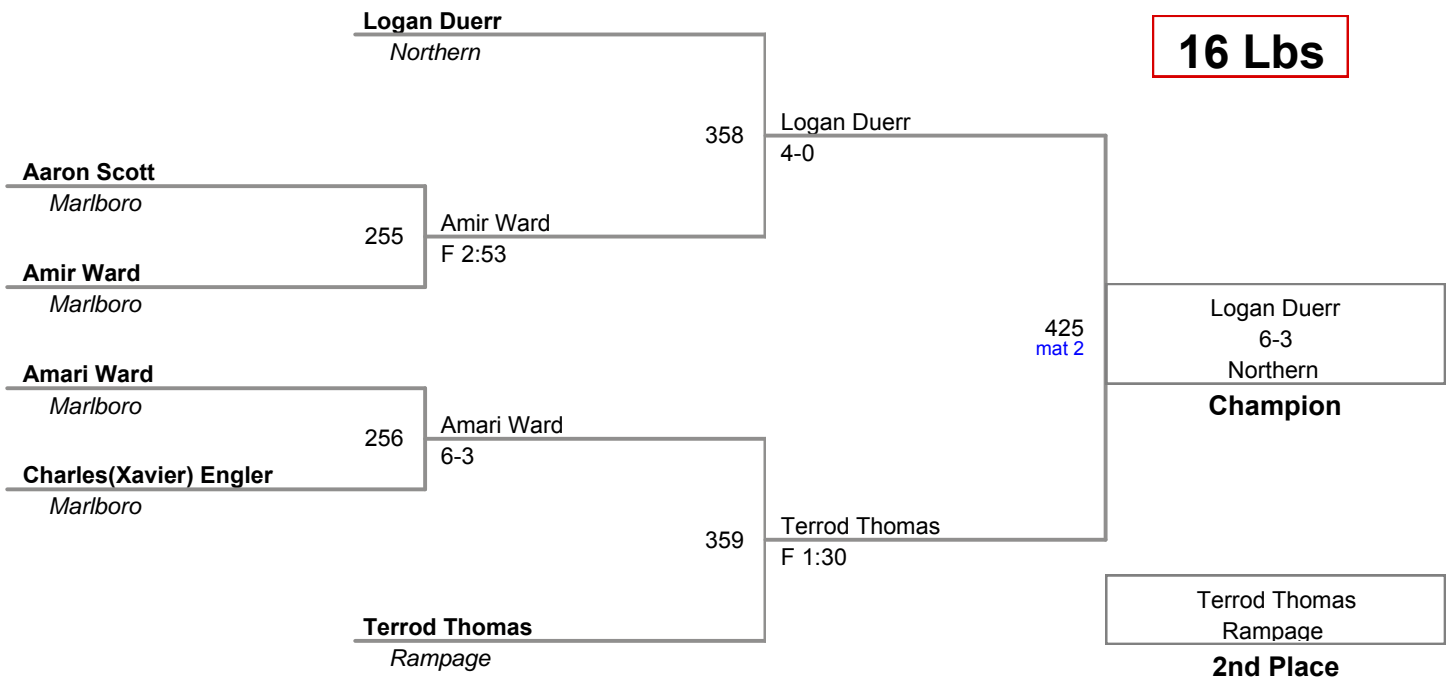 Logan Duerr
Northern
16 Lbs
358
Logan Duerr
4-0
Aaron Scott
Marlboro
255
Amir Ward
F 2:53
Amir Ward
Marlboro
425
mat 2
Logan Duerr
6-3
Northern
Champion
Amari Ward
Marlboro
256
Amari Ward
6-3
Charles(Xavier) Engler
Marlboro
359
Terrod Thomas
F 1:30
Terrod Thomas
Rampage
Terrod Thomas
Rampage
2nd Place